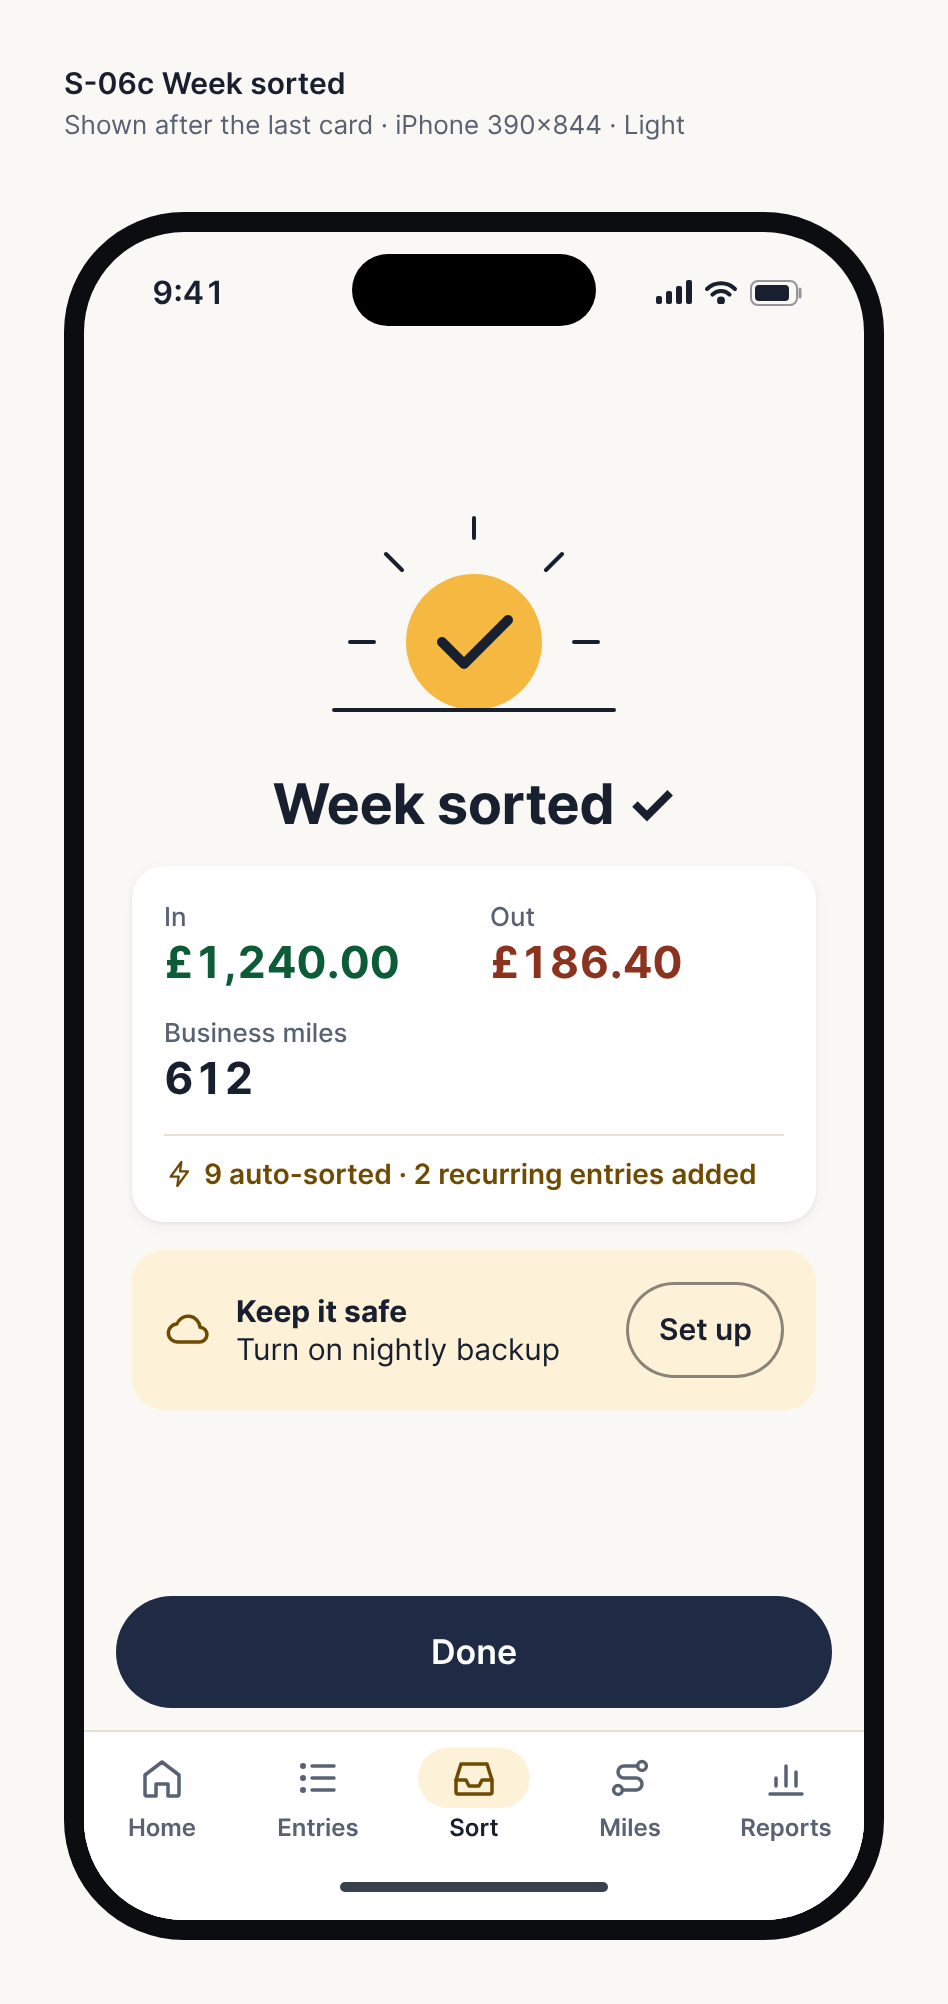 S-06c Week sorted
Shown after the last card · iPhone 390×844 · Light
9:41
Week sorted ✓
In
£1,240.00
Out
£186.40
Business miles
612
9 auto-sorted · 2 recurring entries added
Keep it safe
Turn on nightly backup
Set up
Done
Home
Entries
Sort
Miles
Reports